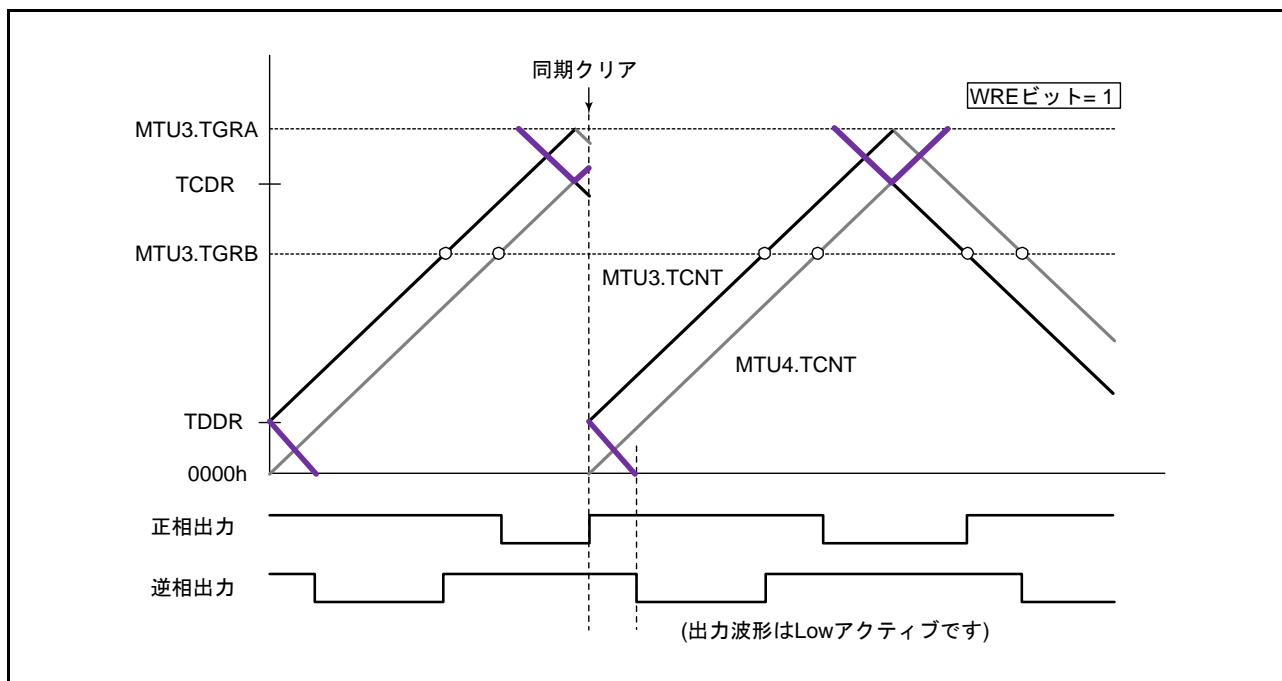 同期クリア
WREビット= 1
MTU3.TGRA
TCDR
MTU3.TGRB
MTU3.TCNT
MTU4.TCNT
TDDR
0000h
正相出力
逆相出力
(出力波形はLowアクティブです)